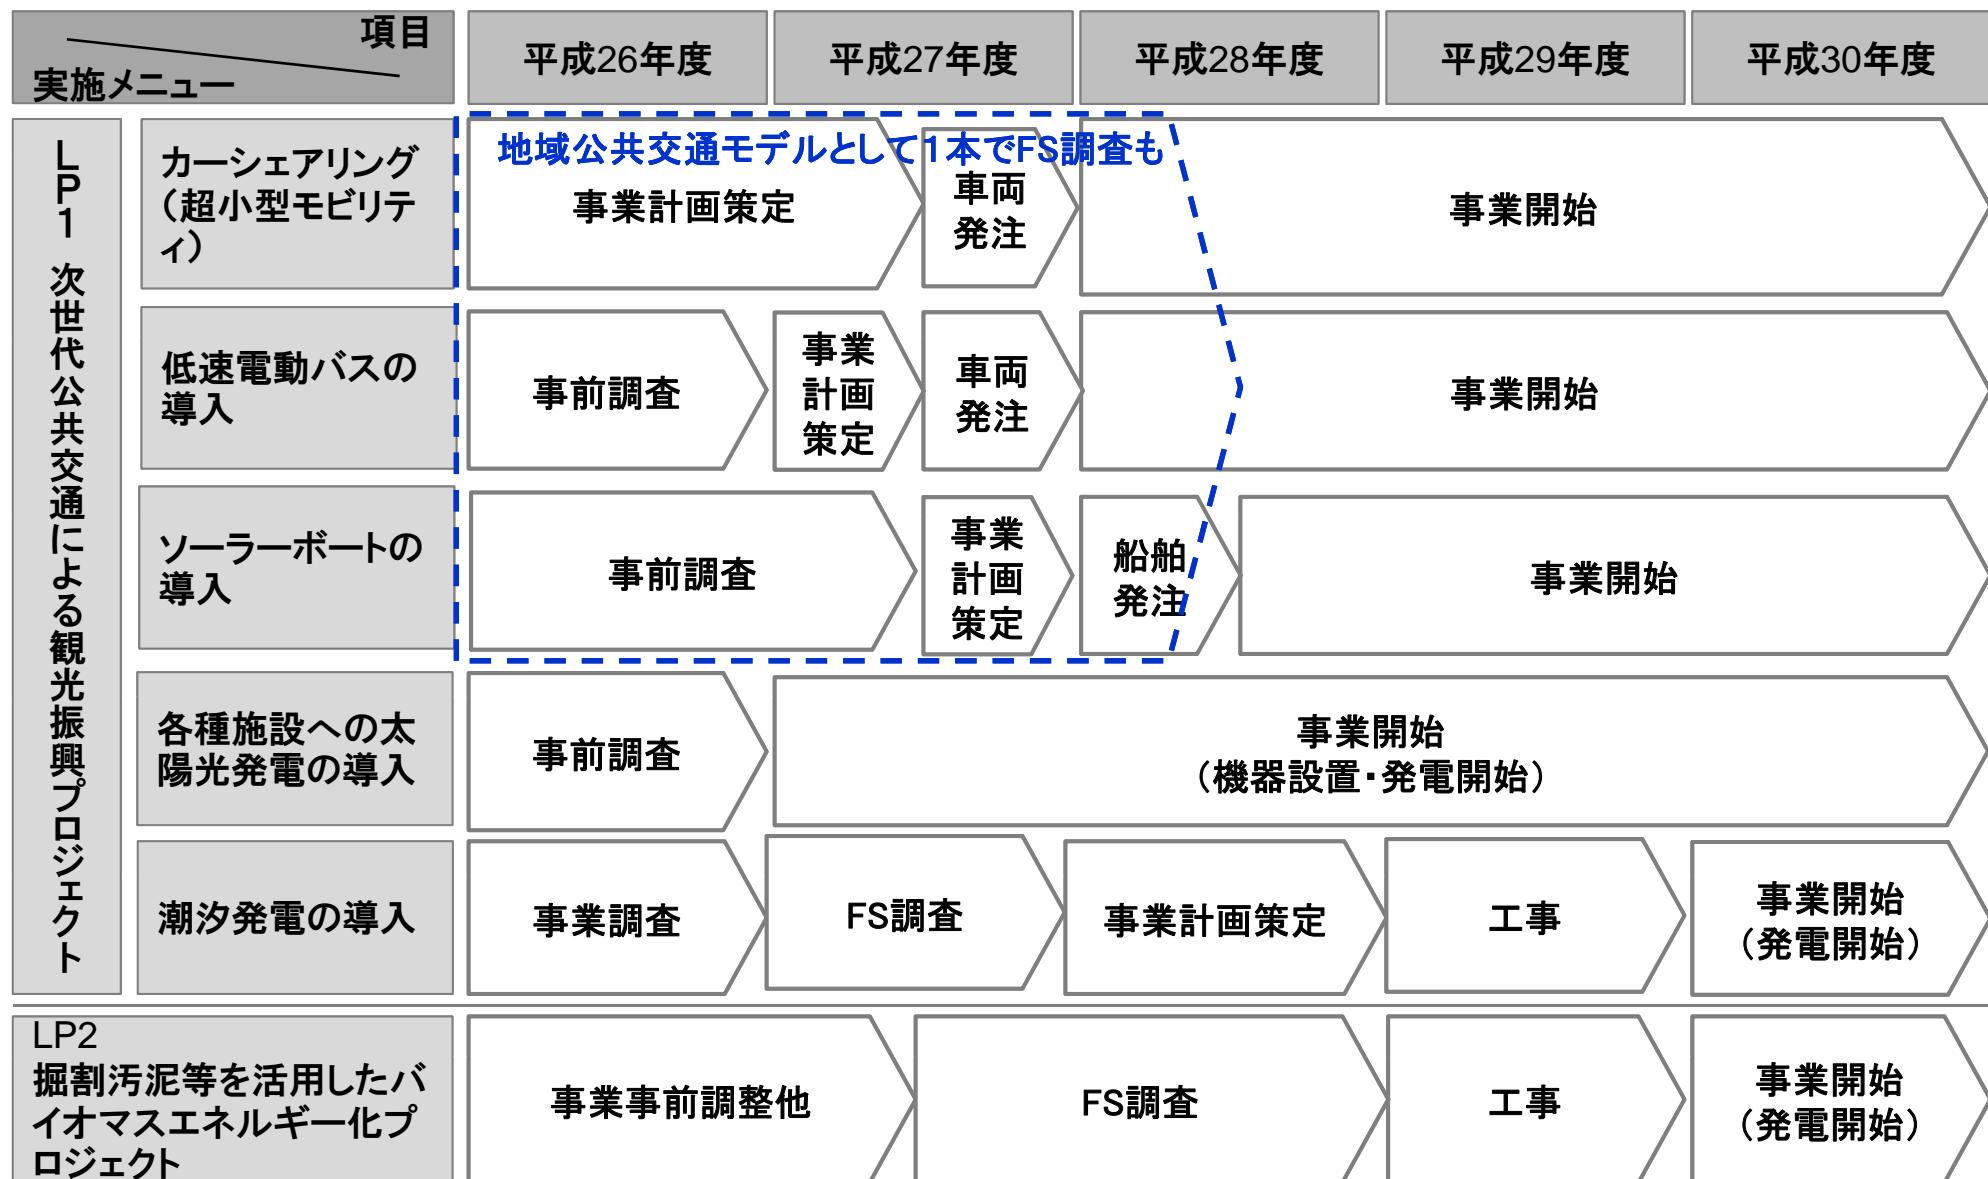 項目
実施メニュー
平成26年度
平成27年度
平成28年度
平成29年度
平成30年度
LP1 次世代公共交通による観光振興プロジェクト
カーシェアリング
（超小型モビリテ
ィ）
地域公共交通モデルとして1本でFS調査も
事業計画策定
車両
発注
事業開始
低速電動バスの
導入
事前調査
事業
計画
策定
車両
発注
事業開始
ソーラーボートの
導入
事前調査
事業
計画
策定
船舶
発注
事業開始
各種施設への太
陽光発電の導入
事前調査
事業開始
（機器設置・発電開始）
潮汐発電の導入
事業調査
FS調査
事業計画策定
工事
事業開始
（発電開始）
LP2
掘割汚泥等を活用したバ
イオマスエネルギー化プ
ロジェクト
事業事前調整他
FS調査
工事
事業開始
（発電開始）